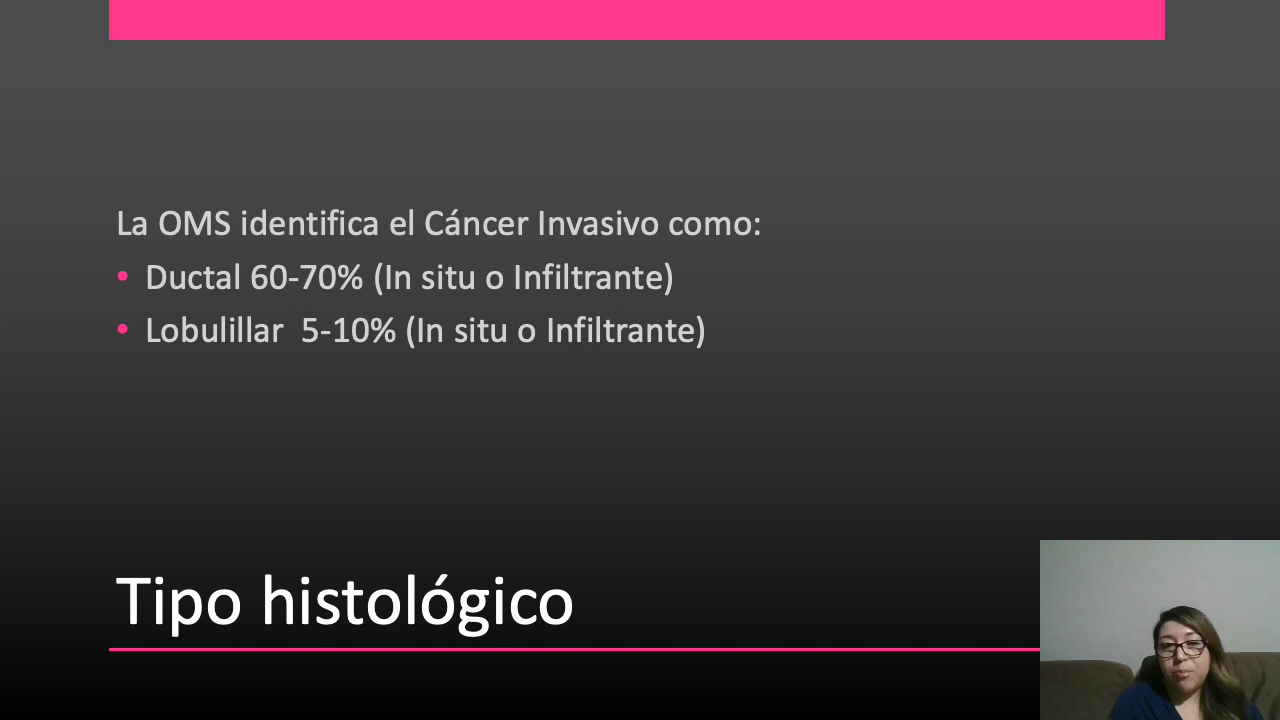 La OMS identifica el Cáncer Invasivo como:
• Ductal 60-70% (In situ o Infiltrante)
• Lobulillar 5-10% (In situ o Infiltrante)
Tipo histológico